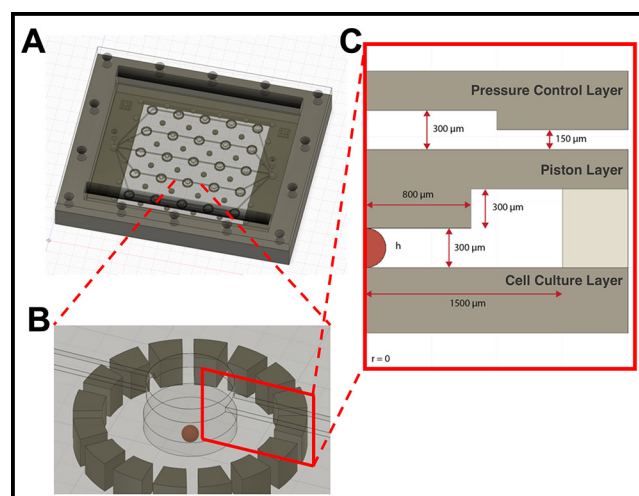 A
C
Pressure Control Layer
300 µm
150 µm
Piston Layer
800 µm
300 µm
h
300 µm
Cell Culture Layer
1500 µm
r = 0
B